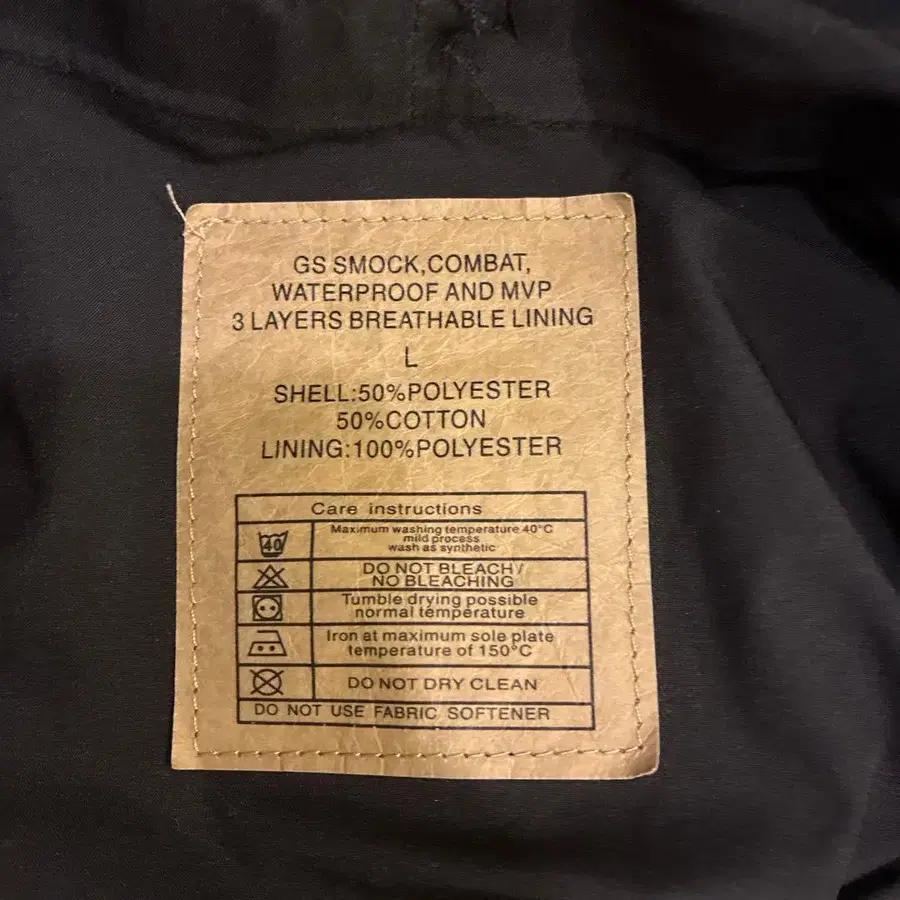 GS SMOCK,COMBAT,
WATERPROOF AND MVP
3 LAYERS BREATHABLE LINING
L
SHELL:50%POLYESTER
50%COTTON
LINING:100%POLYESTER
Care instructions
40
Maximum washing temperature 40°C
mild process
wash as synthetic
DO NOT BLEACH/
NO BLEACHING
Tumble drying possible
normal temperature
Iron at maximum sole plate
temperature of 150°C
DO NOT DRY CLEAN
DO NOT USE FABRIC SOFTENER